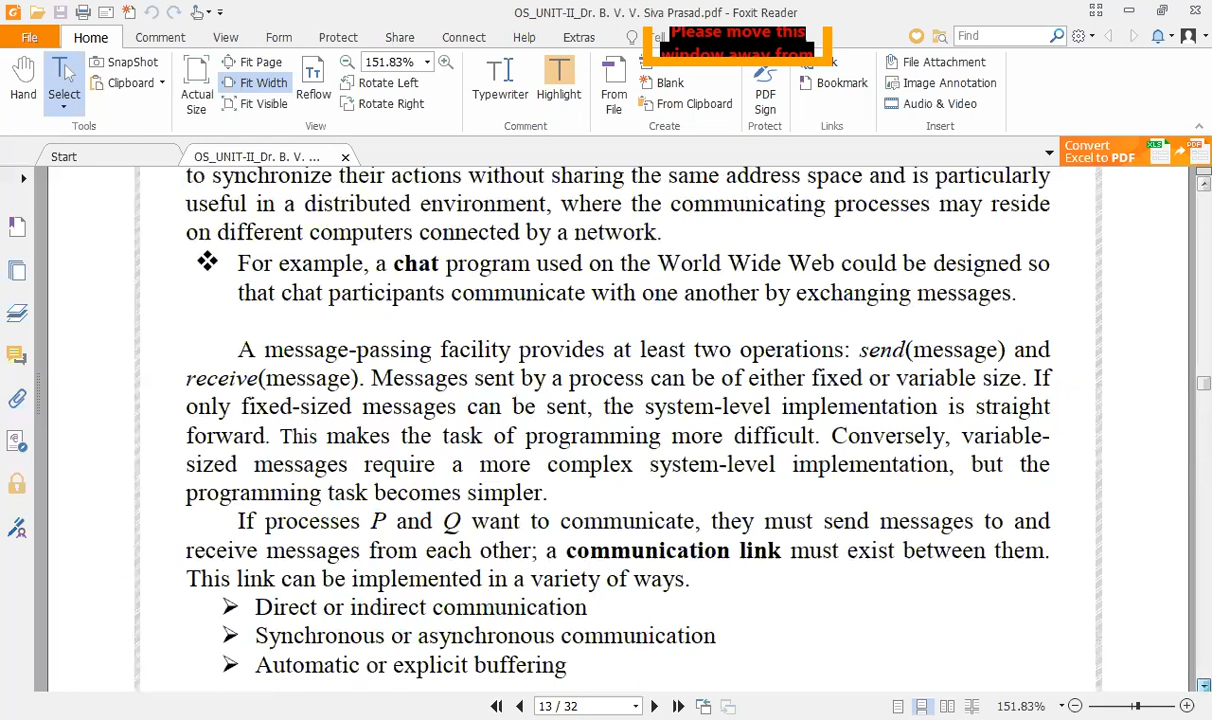 OS_UNIT-II_Dr. B. V. V. Siva Prasad.pdf - Foxit Reader
File Home Comment View Form Protect Share Connect Help Extras Tell Find
Please move this
window away from
SnapShot Fit Page 151.83% File Attachment
Clipboard Fit Width Rotate Left Blank Bookmark Image Annotation
Hand Select Actual Size Fit Visible Reflow Rotate Right Typewriter Highlight From File From Clipboard PDF Sign Audio & Video
Tools View Comment Create Protect Links Insert
Start OS_UNIT-II_Dr. B. V. V. ... Convert Excel to PDF
to synchronize their actions without sharing the same address space and is particularly
useful in a distributed environment, where the communicating processes may reside
on different computers connected by a network.
❖ For example, a chat program used on the World Wide Web could be designed so
that chat participants communicate with one another by exchanging messages.
A message-passing facility provides at least two operations: send(message) and
receive(message). Messages sent by a process can be of either fixed or variable size. If
only fixed-sized messages can be sent, the system-level implementation is straight
forward. This makes the task of programming more difficult. Conversely, variable-
sized messages require a more complex system-level implementation, but the
programming task becomes simpler.
If processes P and Q want to communicate, they must send messages to and
receive messages from each other; a communication link must exist between them.
This link can be implemented in a variety of ways.
➢ Direct or indirect communication
➢ Synchronous or asynchronous communication
➢ Automatic or explicit buffering
13 / 32 151.83%